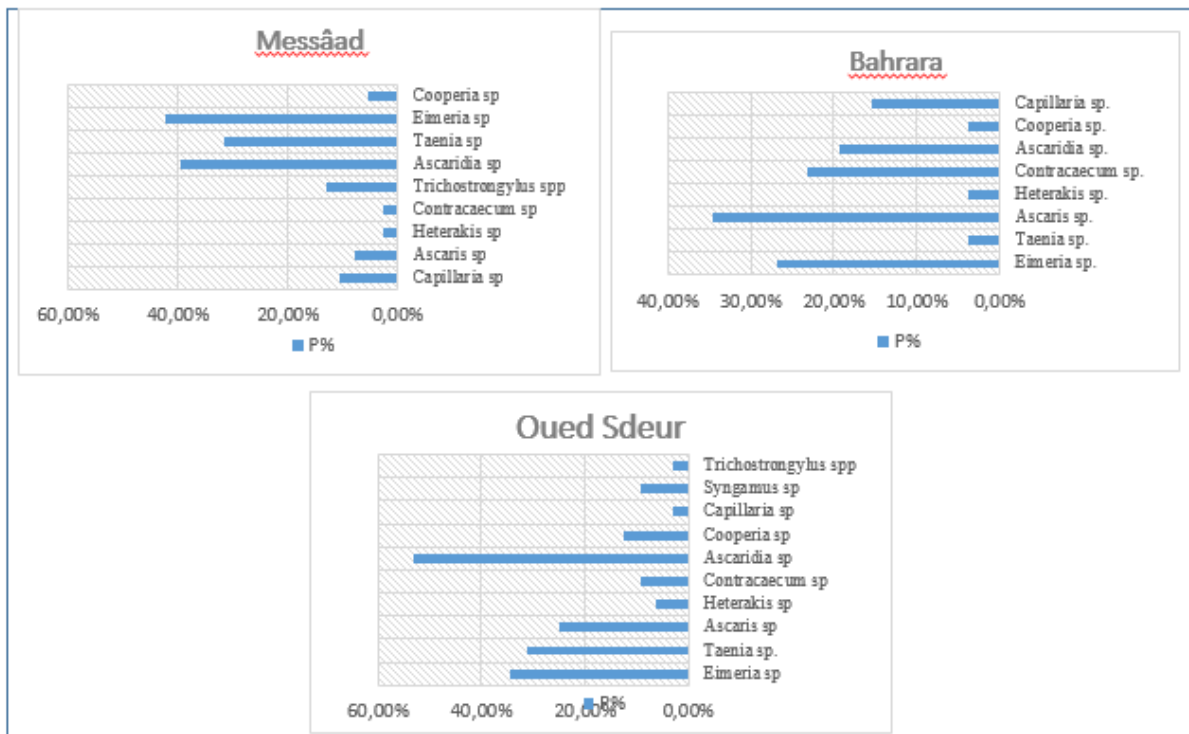 Messâad
Cooperia sp
Eimeria sp
Taenia sp
Ascaridia sp
Trichostrongylus spp
Contracaecum sp
Heterakis sp
Ascaris sp
Capillaria sp
60,00% 40,00% 20,00% 0,00%
P%
Bahrara
Capillaria sp.
Cooperia sp.
Ascaridia sp.
Contracaecum sp.
Heterakis sp.
Ascaris sp.
Taenia sp.
Eimeria sp.
40,00% 30,00% 20,00% 10,00% 0,00%
P%
Oued Sdeur
Trichostrongylus spp
Syngamus sp
Capillaria sp
Cooperia sp
Ascaridia sp
Contracaecum sp
Heterakis sp
Ascaris sp
Taenia sp.
Eimeria sp
P%
60,00% 40,00% 20,00% 0,00%